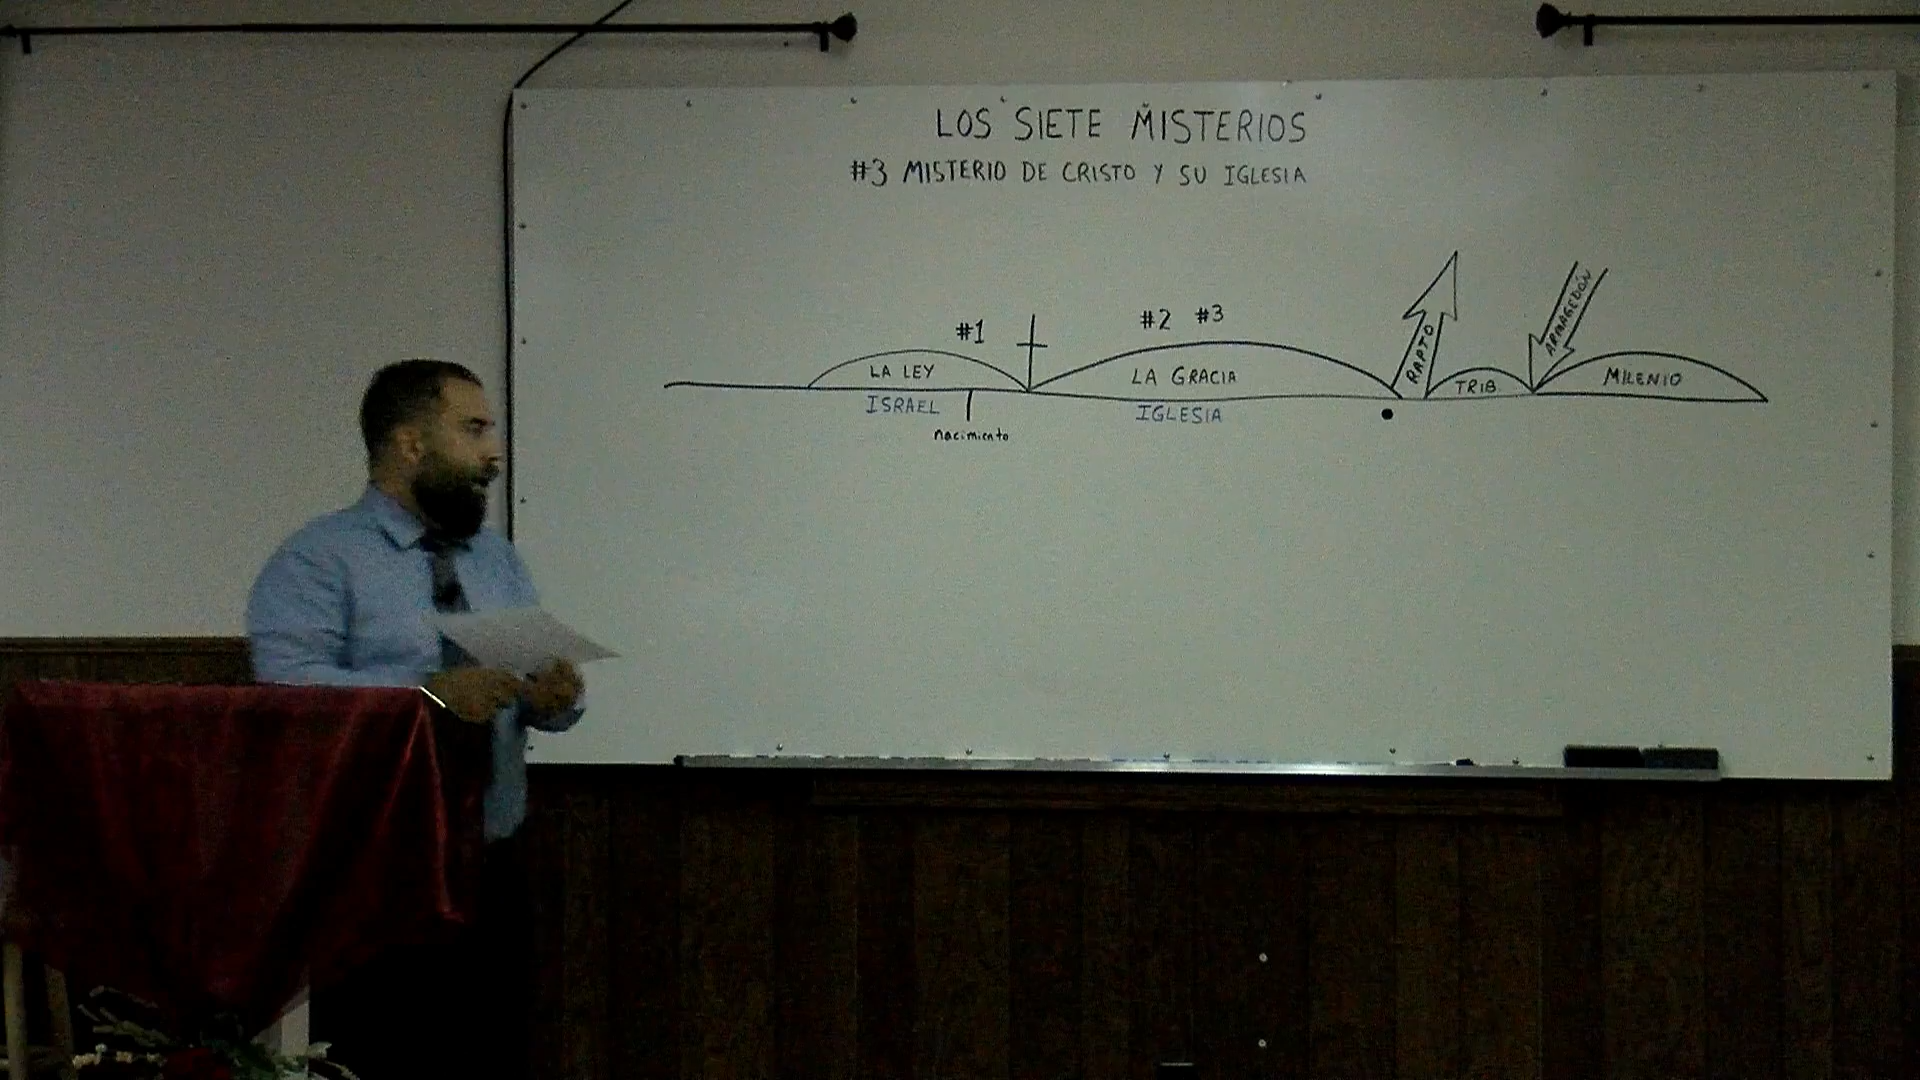 LOS SIETE MISTERIOS
#3 MISTERIO DE CRISTO Y SU IGLESIA
#1
#2 #3
RAPTO
ARMAGEDÓN
LA LEY
LA GRACIA
TRIB.
MILENIO
ISRAEL
IGLESIA
nacimiento